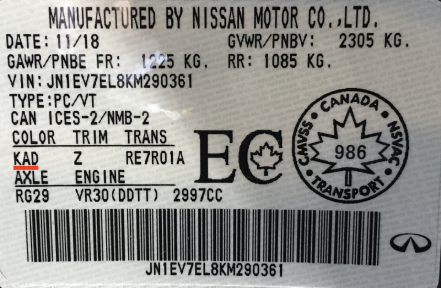 MANUFACTURED BY NISSAN MOTOR CO.,LTD.
DATE: 11/18 GVWR/PNBV: 2305 KG.
GAWR/PNBE FR: 1225 KG. RR: 1085 KG.
VIN: JN1EV7EL8KM290361
TYPE:PC/VT
CAN ICES-2/NMB-2
COLOR TRIM TRANS
KAD Z RE7R01A
AXLE ENGINE
RG29 VR30(DDTT) 2997CC
EC
CANADA
CMVSS NSVAC
986
TRANSPORT
JN1EV7EL8KM290361